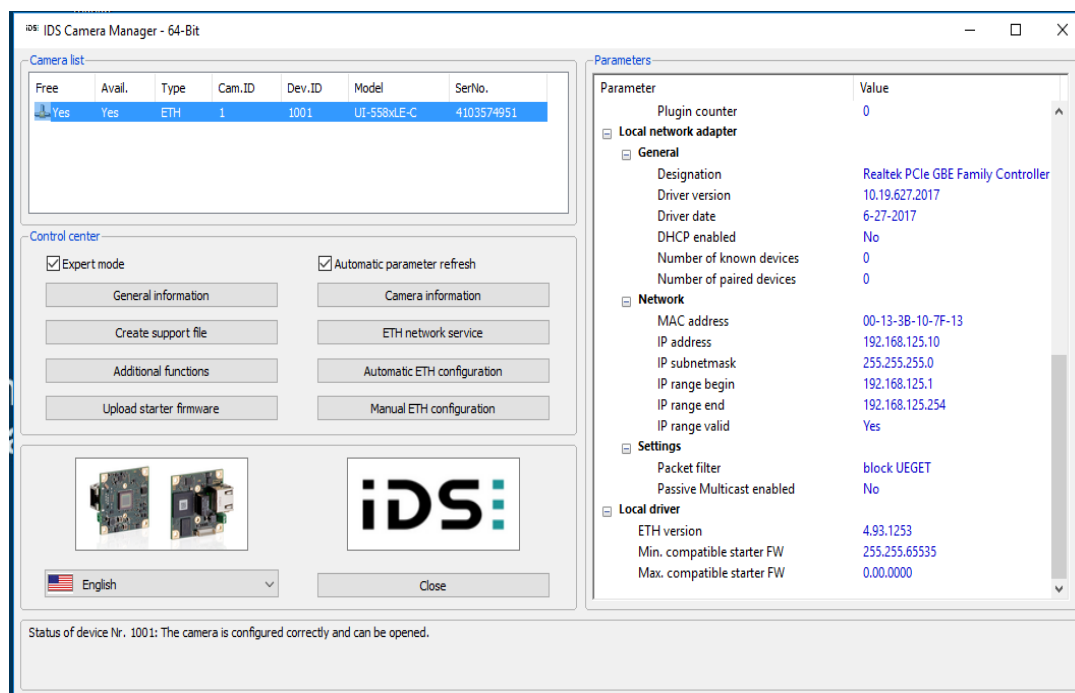 IDS: IDS Camera Manager - 64-Bit
Camera list
Free Avail. Type Cam.ID Dev.ID Model SerNo.
Yes Yes ETH 1 1001 UI-558xLE-C 4103574951
Control center
Expert mode Automatic parameter refresh
General information Camera information
Create support file ETH network service
Additional functions Automatic ETH configuration
Upload starter firmware Manual ETH configuration
iDS:
English Close
Parameters
Parameter Value
Plugin counter 0
Local network adapter
General
Designation Realtek PCIe GBE Family Controller
Driver version 10.19.627.2017
Driver date 6-27-2017
DHCP enabled No
Number of known devices 0
Number of paired devices 0
Network
MAC address 00-13-3B-10-7F-13
IP address 192.168.125.10
IP subnetmask 255.255.255.0
IP range begin 192.168.125.1
IP range end 192.168.125.254
IP range valid Yes
Settings
Packet filter block UEGET
Passive Multicast enabled No
Local driver
ETH version 4.93.1253
Min. compatible starter FW 255.255.65535
Max. compatible starter FW 0.00.0000
Status of device Nr. 1001: The camera is configured correctly and can be opened.